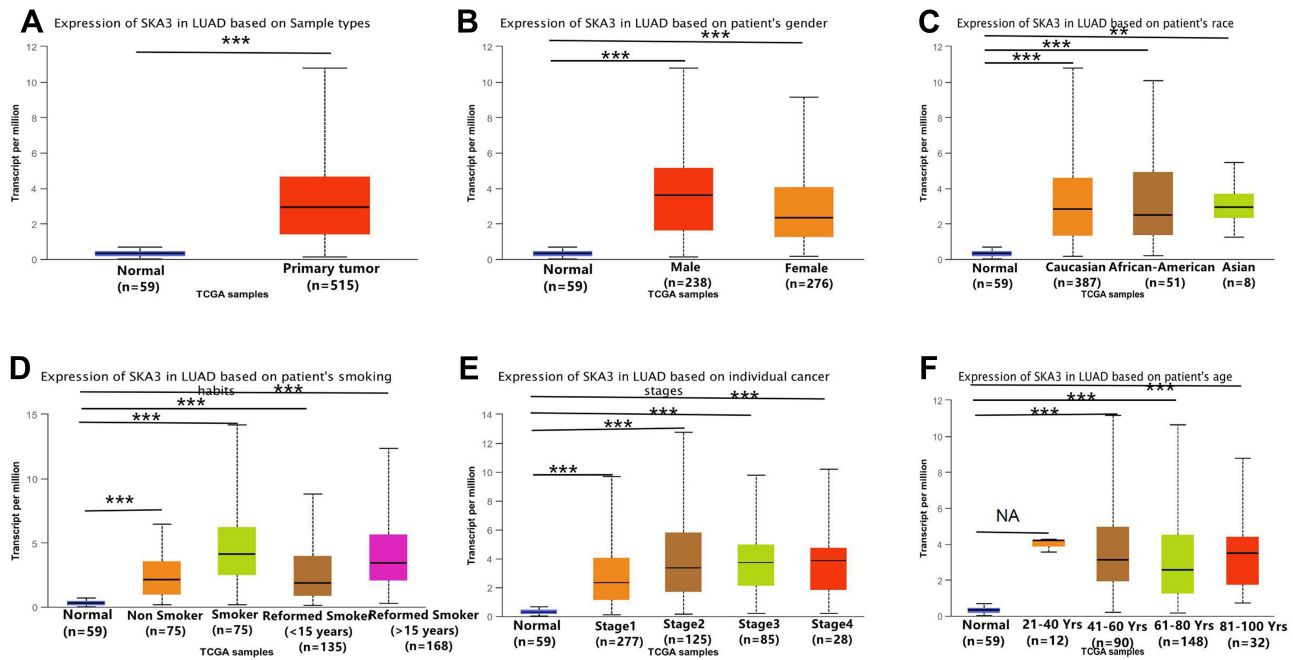 A
Expression of SKA3 in LUAD based on Sample types
***
12
10
8
6
4
2
0
Transcript per million
Normal
(n=59)
Primary tumor
(n=515)
TCGA samples
B
Expression of SKA3 in LUAD based on patient's gender
***
***
12
10
8
6
4
2
0
Transcript per million
Normal
(n=59)
Male
(n=238)
Female
(n=276)
TCGA samples
C
Expression of SKA3 in LUAD based on patient's race
**
***
***
12
10
8
6
4
2
0
Transcript per million
Normal
(n=59)
Caucasian
(n=387)
African-American
(n=51)
Asian
(n=8)
TCGA samples
D
Expression of SKA3 in LUAD based on patient's smoking
habits
***
***
***
***
15
10
5
0
Transcript per million
Normal
(n=59)
Non Smoker
(n=75)
Smoker
(n=75)
Reformed Smoker
(<15 years)
(n=135)
Reformed Smoker
(>15 years)
(n=168)
TCGA samples
E
Expression of SKA3 in LUAD based on individual cancer
stages
***
***
***
***
14
12
10
8
6
4
2
0
Transcript per million
Normal
(n=59)
Stage1
(n=277)
Stage2
(n=125)
Stage3
(n=85)
Stage4
(n=28)
TCGA samples
F
Expression of SKA3 in LUAD based on patient's age
***
***
***
NA
12
10
8
6
4
2
0
Transcript per million
Normal
(n=59)
21-40 Yrs
(n=12)
41-60 Yrs
(n=90)
61-80 Yrs
(n=148)
81-100 Yrs
(n=32)
TCGA samples